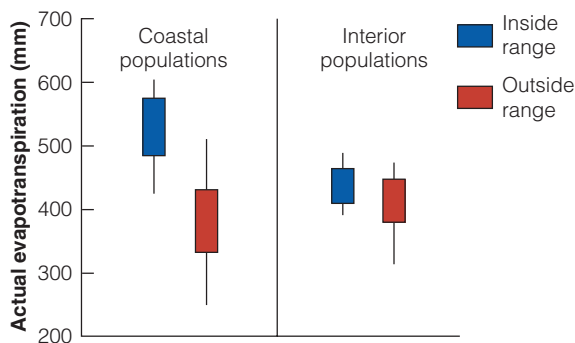 Actual evapotranspiration (mm)
700
600
500
400
300
200
Coastal
populations
Interior
populations
Inside
range
Outside
range